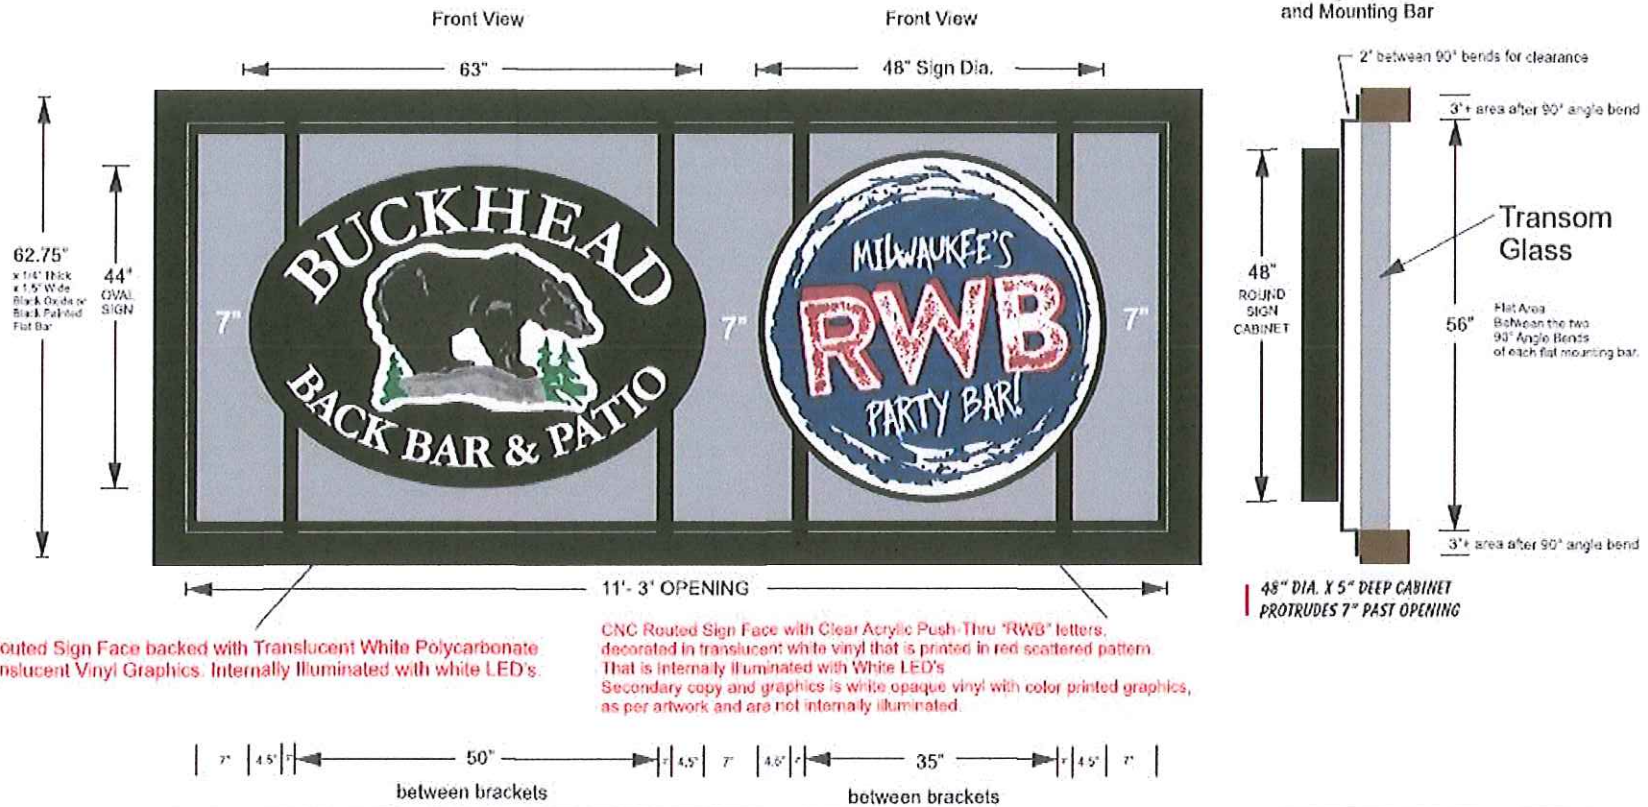 Front View
Front View
and Mounting Bar
63"
48" Sign Dia.
2" between 90° bends for clearance
3"+ area after 90° angle bend
62.75"
x 1/4" Thick
x 1.5" Wide
Black Oxide or
Black Painted
Flat Bar
44"
OVAL
SIGN
7"
BUCKHEAD
BACK BAR & PATIO
7"
MILWAUKEE'S
RWB
PARTY BAR!
7"
48"
ROUND
SIGN
CABINET
Transom
Glass
56"
Flat Area
Between the two
90° Angle Bends
of each flat mounting bar.
3"+ area after 90° angle bend
11'- 3" OPENING
48" DIA. X 5" DEEP CABINET
PROTRUDES 7" PAST OPENING
outed Sign Face backed with Translucent White Polycarbonate
nslucent Vinyl Graphics. Internally Illuminated with white LED's.
CNC Routed Sign Face with Clear Acrylic Push-Thru "RWB" letters,
decorated in translucent white vinyl that is printed in red scattered pattern.
That is Internally Illuminated with White LED's
Secondary copy and graphics is white opaque vinyl with color printed graphics,
as per artwork and are not internally illuminated.
7" 4.5" 50" 4.5" 7" 4.5" 35" 4.5" 7"
between brackets
between brackets